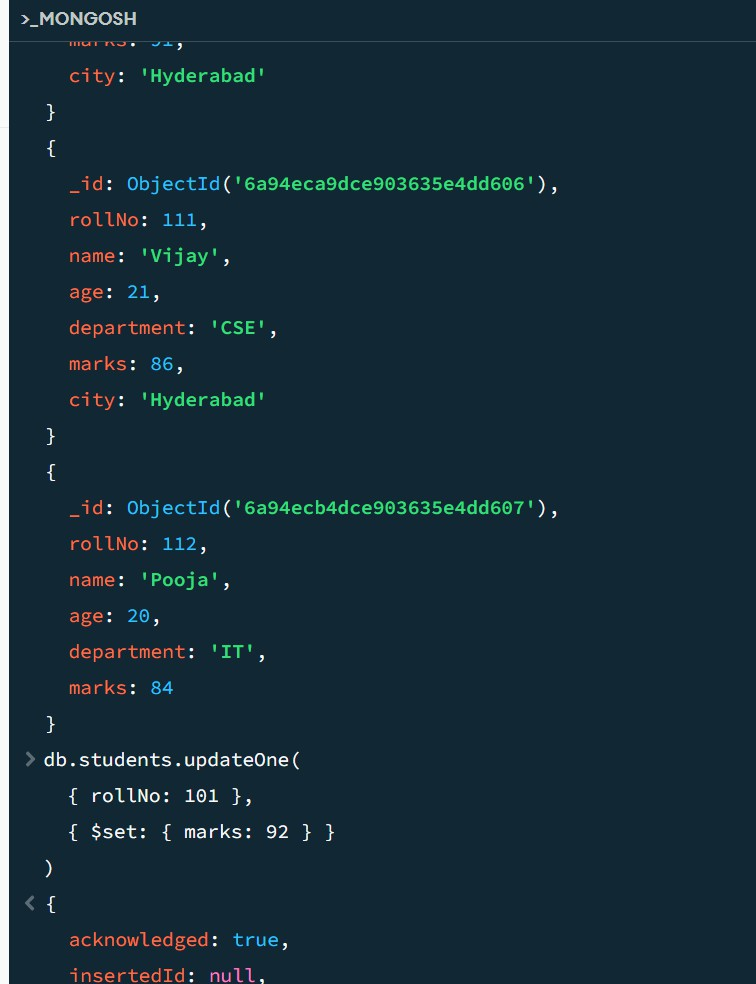 >_MONGOSH
marks: 91,
city: 'Hyderabad'
}
{
_id: ObjectId('6a94eca9dce903635e4dd606'),
rollNo: 111,
name: 'Vijay',
age: 21,
department: 'CSE',
marks: 86,
city: 'Hyderabad'
}
{
_id: ObjectId('6a94ecb4dce903635e4dd607'),
rollNo: 112,
name: 'Pooja',
age: 20,
department: 'IT',
marks: 84
}
> db.students.updateOne(
{ rollNo: 101 },
{ $set: { marks: 92 } }
)
< {
acknowledged: true,
insertedId: null,